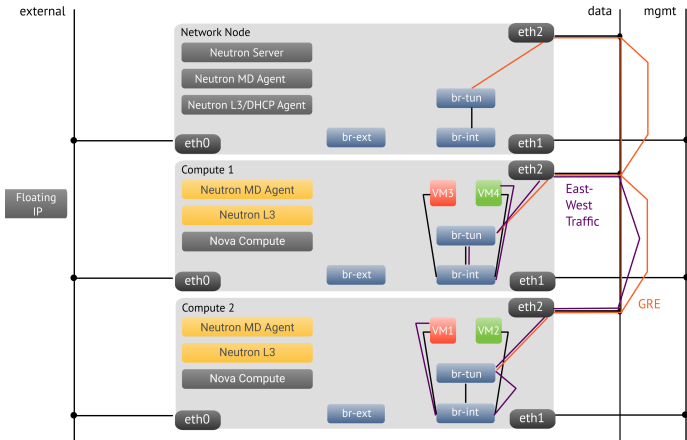 external
data
mgmt
Network Node
eth2
Neutron Server
Neutron MD Agent
Neutron L3/DHCP Agent
br-tun
eth0
br-ext
br-int
eth1
Compute 1
eth2
Neutron MD Agent
VM3
VM4
East-
West
Traffic
Floating
IP
Neutron L3
Nova Compute
br-tun
eth0
br-ext
br-int
eth1
Compute 2
eth2
GRE
Neutron MD Agent
VM1
VM2
Neutron L3
Nova Compute
br-tun
eth0
br-ext
br-int
eth1